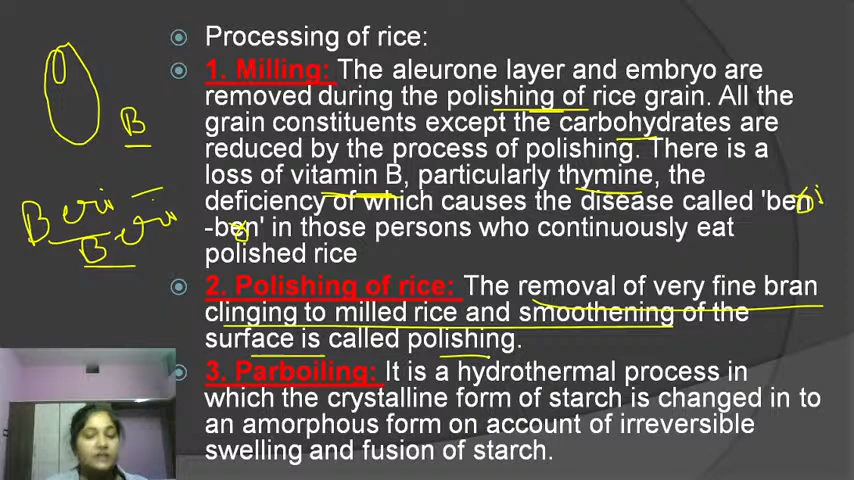 Processing of rice:
1. Milling: The aleurone layer and embryo are
removed during the polishing of rice grain. All the
grain constituents except the carbohydrates are
reduced by the process of polishing. There is a
loss of vitamin B, particularly thymine, the
deficiency of which causes the disease called 'ben
-ben' in those persons who continuously eat
polished rice
2. Polishing of rice: The removal of very fine bran
clinging to milled rice and smoothening of the
surface is called polishing.
3. Parboiling: It is a hydrothermal process in
which the crystalline form of starch is changed in to
an amorphous form on account of irreversible
swelling and fusion of starch.
B
Beri
Beri